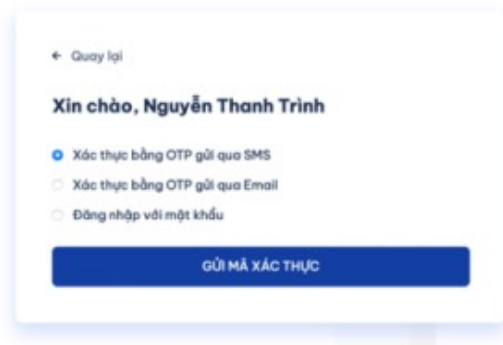 ← Quay lại
Xin chào, Nguyễn Thanh Trình
Xác thực bằng OTP gửi qua SMS
Xác thực bằng OTP gửi qua Email
Đăng nhập với mật khẩu
GỬI MÃ XÁC THỰC